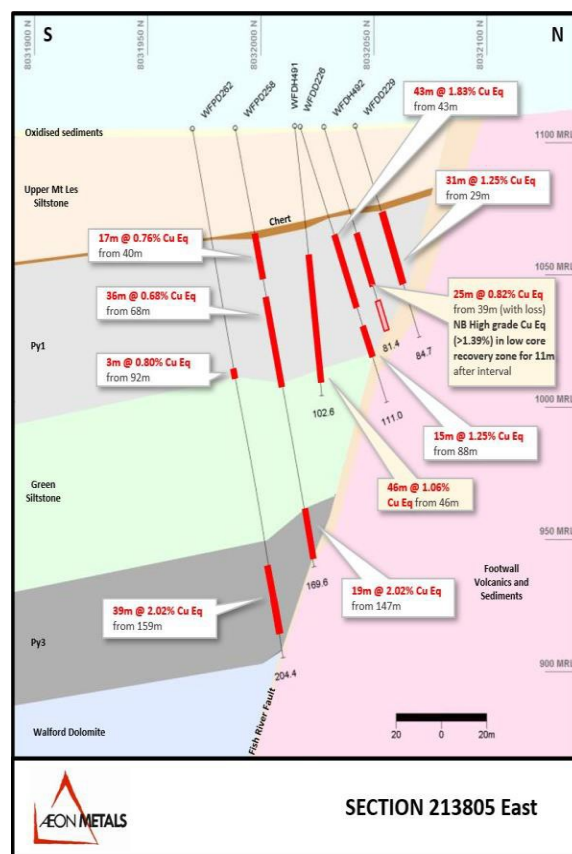 8031900 N
8031950 N
8032000 N
8032050 N
8032100 N
S
N
WFPD262
WFPD258
WFDH491
WFDD226
WFDH492
WFDD229
43m @ 1.83% Cu Eq
from 43m
Oxidised sediments
1100 MRL
Upper Mt Les
Siltstone
31m @ 1.25% Cu Eq
from 29m
Chert
17m @ 0.76% Cu Eq
from 40m
1050 MRL
36m @ 0.68% Cu Eq
from 68m
25m @ 0.82% Cu Eq
from 39m (with loss)
NB High grade Cu Eq
(>1.39%) in low core
recovery zone for 11m
after interval
Py1
81.4
84.7
3m @ 0.80% Cu Eq
from 92m
1000 MRL
102.6
111.0
15m @ 1.25% Cu Eq
from 88m
46m @ 1.06%
Cu Eq from 46m
Green
Siltstone
950 MRL
Footwall
Volcanics and
Sediments
169.6
19m @ 2.02% Cu Eq
from 147m
39m @ 2.02% Cu Eq
from 159m
Py3
204.4
900 MRL
Fish River Fault
Walford Dolomite
20 0 20m
ÆON METALS
SECTION 213805 East